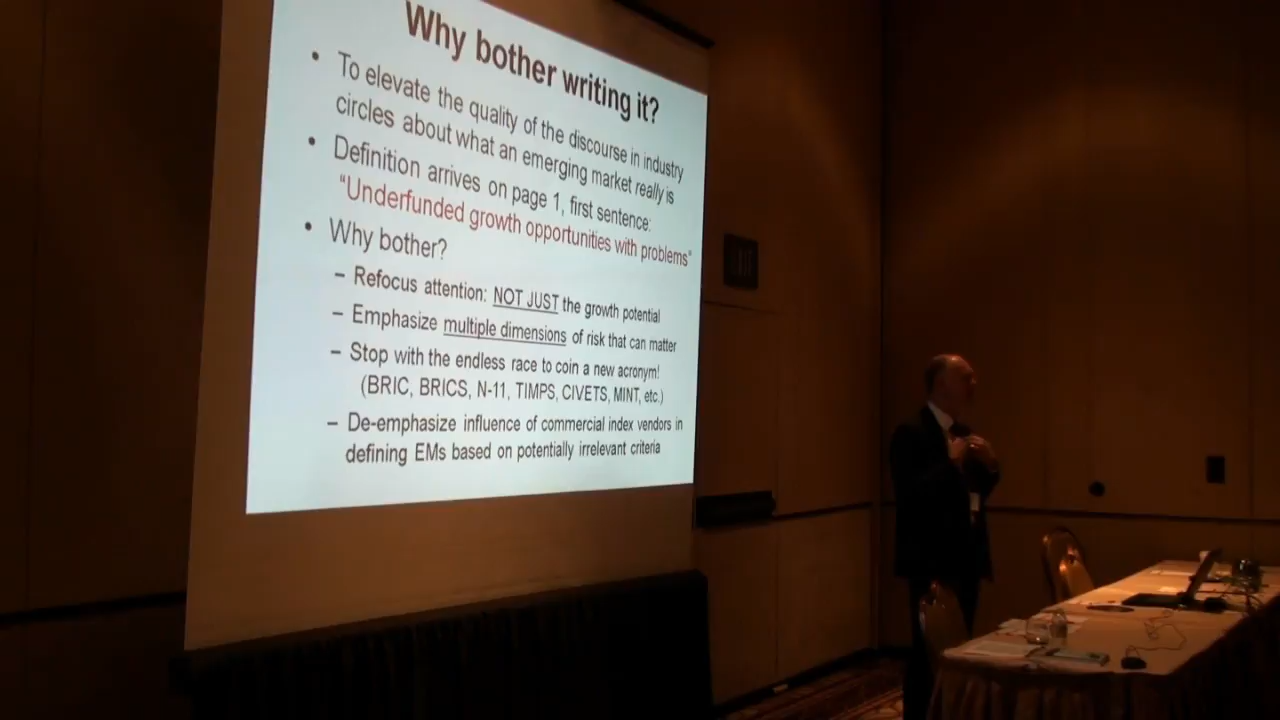 Why bother writing it?
• To elevate the quality of the discourse in industry
circles about what an emerging market really is
• Definition arrives on page 1, first sentence:
"Underfunded growth opportunities with problems"
• Why bother?
– Refocus attention: NOT JUST the growth potential
– Emphasize multiple dimensions of risk that can matter
– Stop with the endless race to coin a new acronym!
(BRIC, BRICS, N-11, TIMPS, CIVETS, MINT, etc.)
– De-emphasize influence of commercial index vendors in
defining EMs based on potentially irrelevant criteria